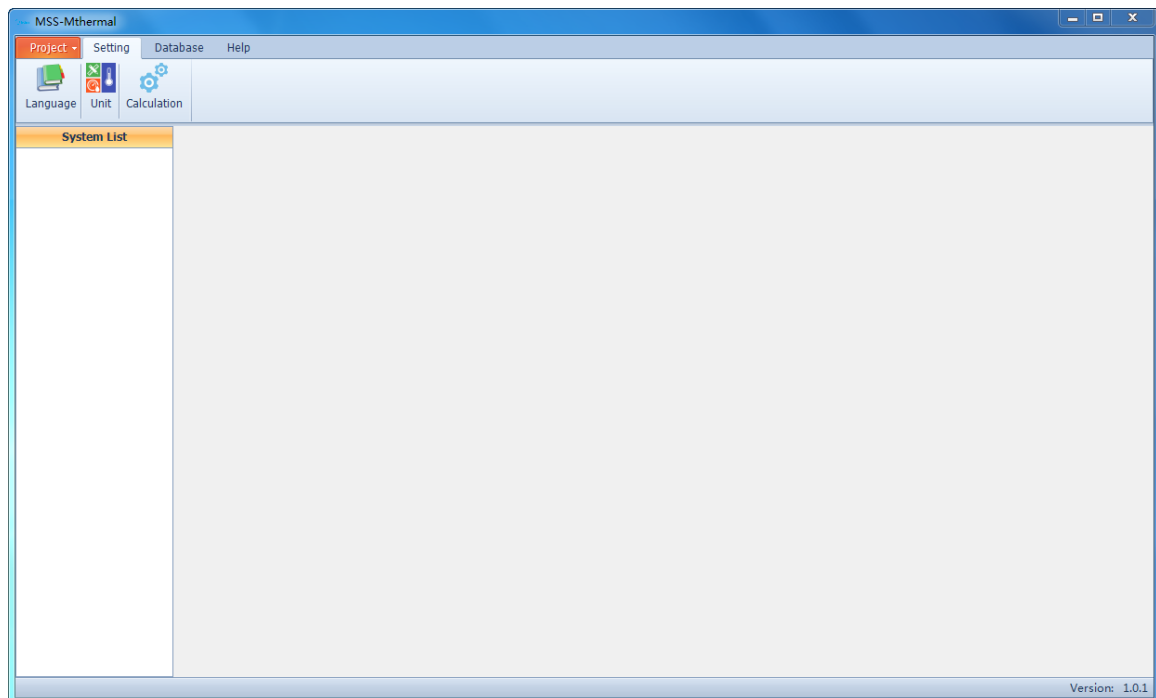 MSS-Mthermal
Project Setting Database Help
Language Unit Calculation
System List
Version: 1.0.1